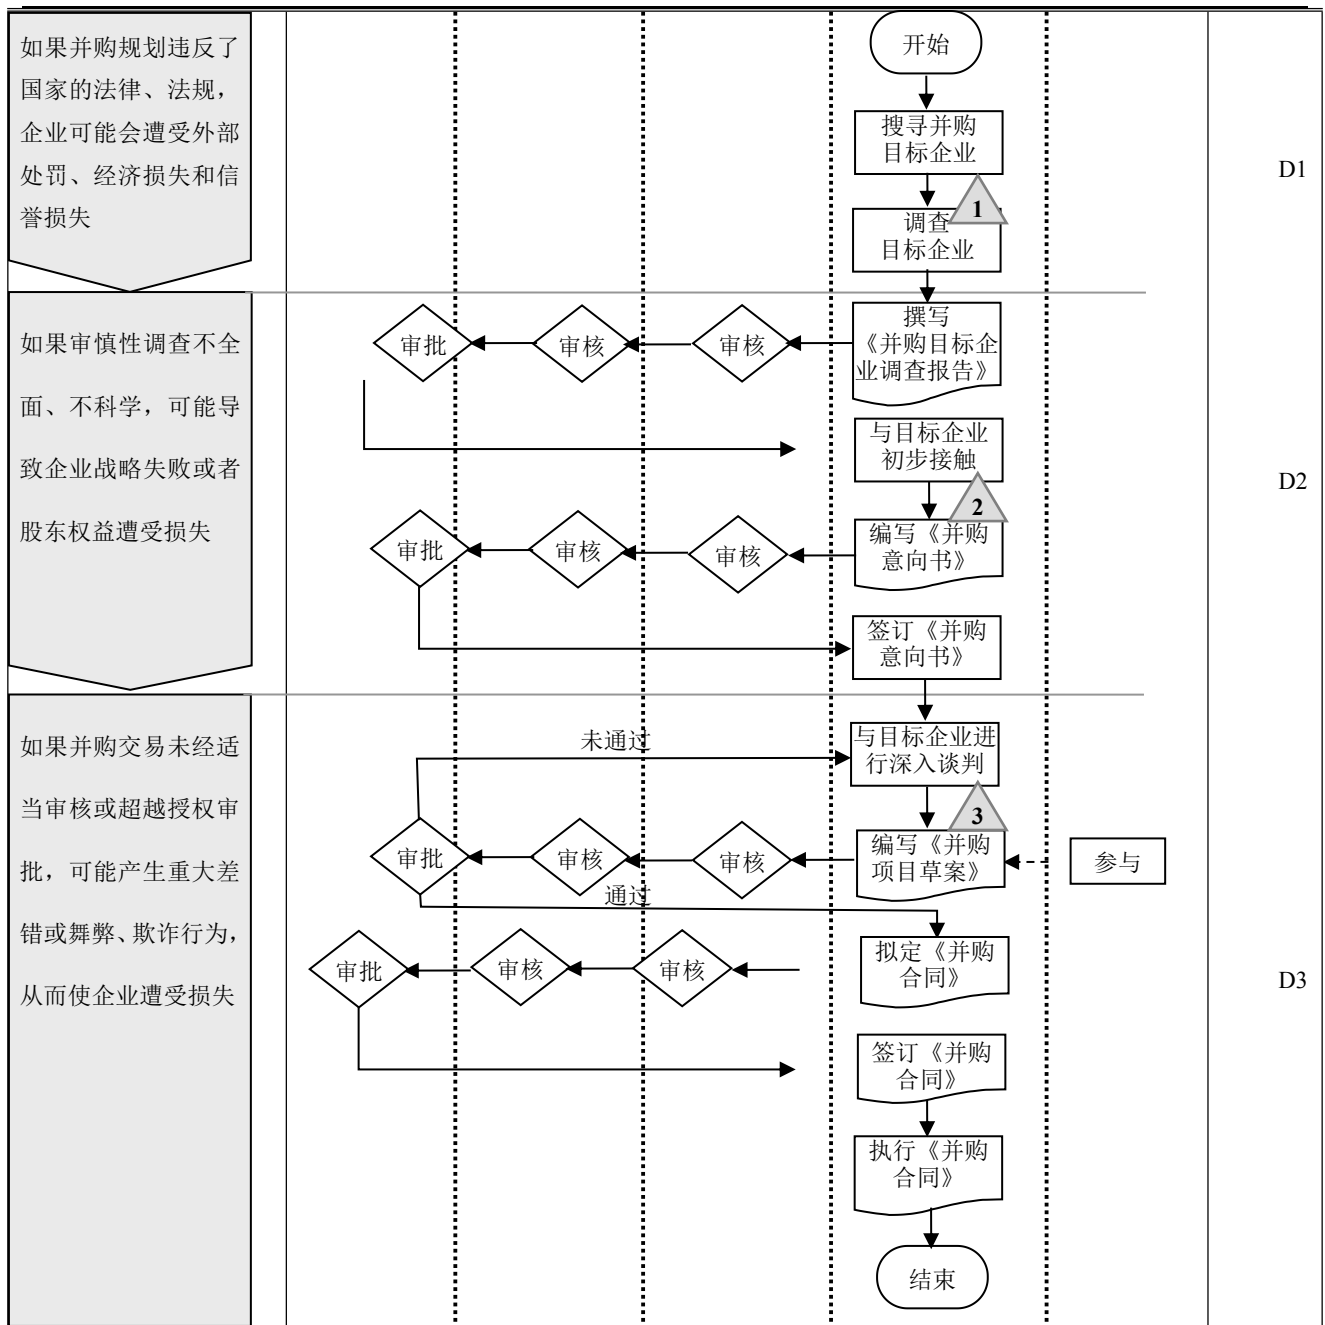 如果并购规划违反了
国家的法律、法规，
企业可能会遭受外部
处罚、经济损失和信
誉损失
开始
搜寻并购
目标企业
1
调查
目标企业
D1
如果审慎性调查不全
面、不科学，可能导
致企业战略失败或者
股东权益遭受损失
审批
审核
审核
撰写
《并购目标企
业调查报告》
与目标企业
初步接触
2
审批
审核
审核
编写《并购
意向书》
签订《并购
意向书》
D2
如果并购交易未经适
当审核或超越授权审
批，可能产生重大差
错或舞弊、欺诈行为，
从而使企业遭受损失
未通过
与目标企业进
行深入谈判
3
审批
审核
审核
编写《并购
项目草案》
参与
通过
审批
审核
审核
拟定《并购
合同》
签订《并购
合同》
执行《并购
合同》
结束
D3